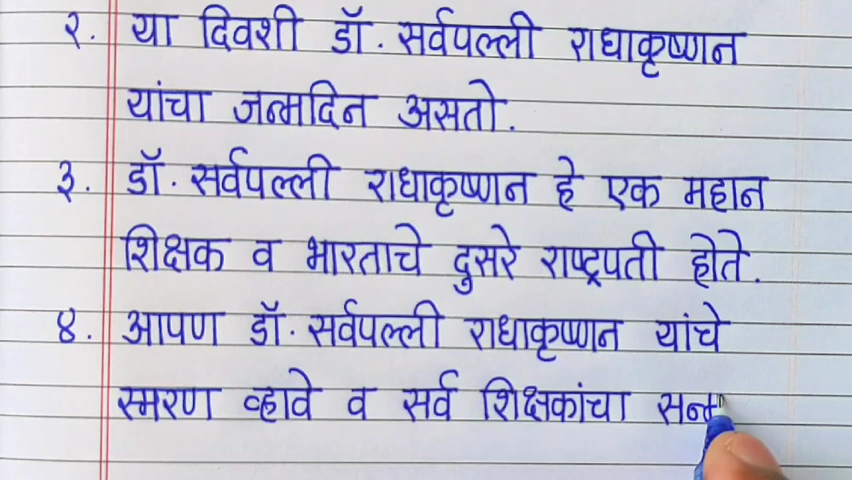 २. या दिवशी डॉ. सर्वपल्ली राधाकृष्णन
यांचा जन्मदिन असतो.
३. डॉ. सर्वपल्ली राधाकृष्णन हे एक महान
शिक्षक व भारताचे दुसरे राष्ट्रपती होते.
४. आपण डॉ. सर्वपल्ली राधाकृष्णन यांचे
स्मरण व्हावे व सर्व शिक्षकांचा